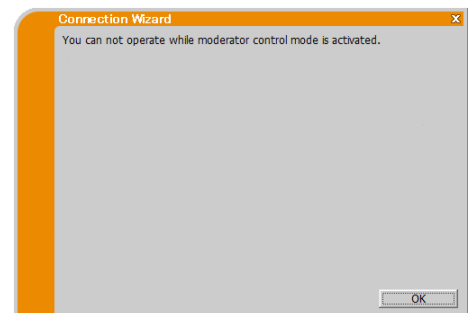 Connection Wizard
You can not operate while moderator control mode is activated.
OK